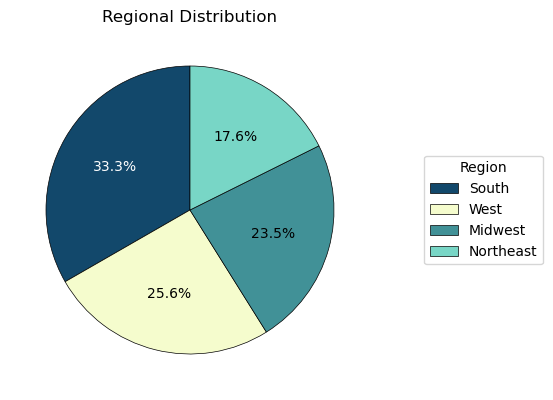 Regional Distribution
17.6%
33.3%
23.5%
25.6%
Region
South
West
Midwest
Northeast